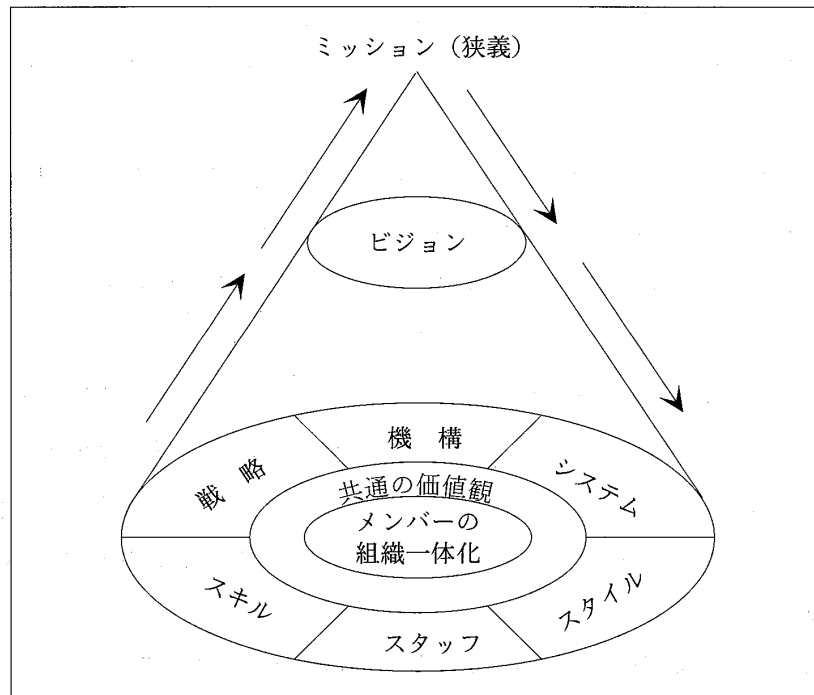 ミッション（狭義）
ビジョン
機　構
戦　略
システム
共通の価値観
メンバーの
組織一体化
スキル
スタッフ
スタイル